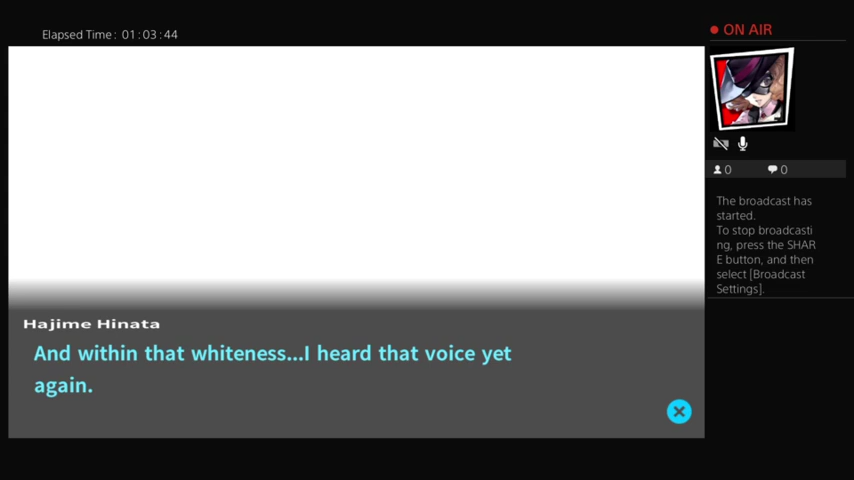 Elapsed Time: 01:03:44
ON AIR
0 0
The broadcast has
started.
To stop broadcasti
ng, press the SHAR
E button, and then
select [Broadcast
Settings].
Hajime Hinata
And within that whiteness...I heard that voice yet
again.